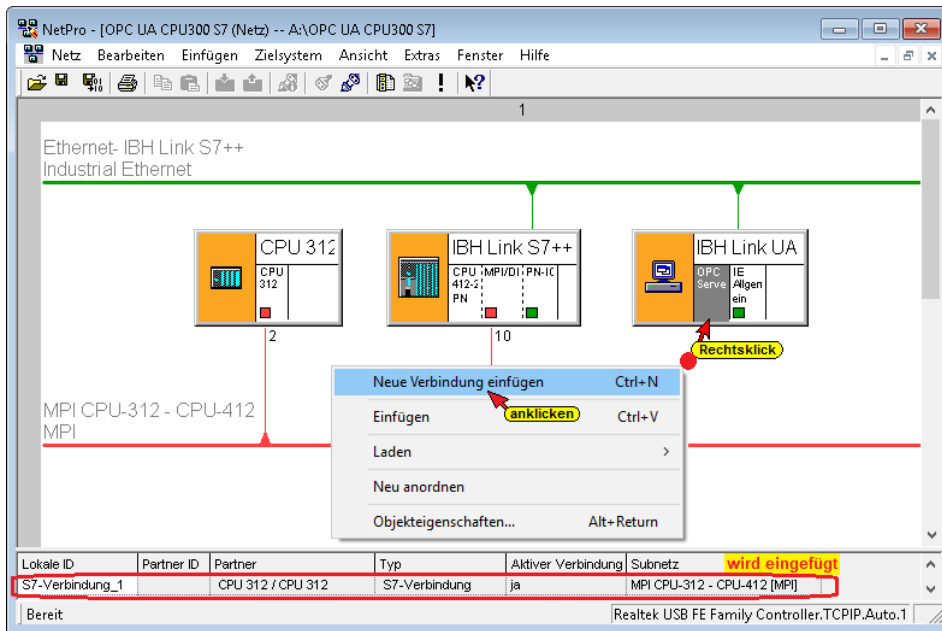 NetPro - [OPC UA CPU300 S7 (Netz) -- A:\OPC UA CPU300 S7]
Netz Bearbeiten Einfügen Zielsystem Ansicht Extras Fenster Hilfe
1
Ethernet- IBH Link S7++
Industrial Ethernet
CPU 312
CPU
312
2
IBH Link S7++
CPU MPI/DI PN-IC
412-2
PN
10
IBH Link UA
OPC IE
Serve Allgem
ein
Rechtsklick
Neue Verbindung einfügen Ctrl+N
anklicken
Einfügen Ctrl+V
Laden
Neu anordnen
Objekteigenschaften... Alt+Return
MPI CPU-312 - CPU-412
MPI
wird eingefügt
Lokale ID Partner ID Partner Typ Aktiver Verbindung Subnetz
S7-Verbindung_1 CPU 312 / CPU 312 S7-Verbindung ja MPI CPU-312 - CPU-412 [MPI]
Bereit Realtek USB FE Family Controller.TCPIP.Auto.1